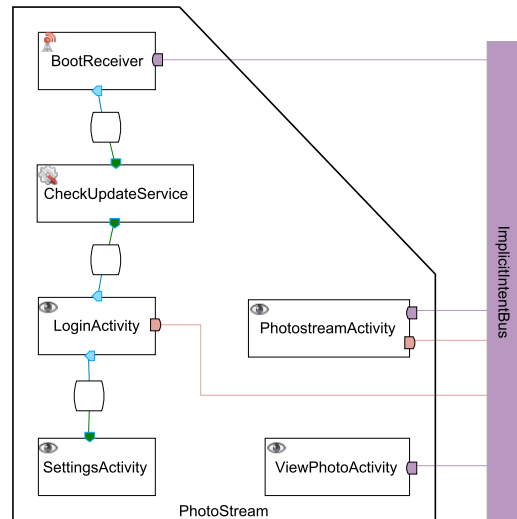 BootReceiver
CheckUpdateService
ImplicitIntentBus
LoginActivity
PhotostreamActivity
SettingsActivity
ViewPhotoActivity
PhotoStream